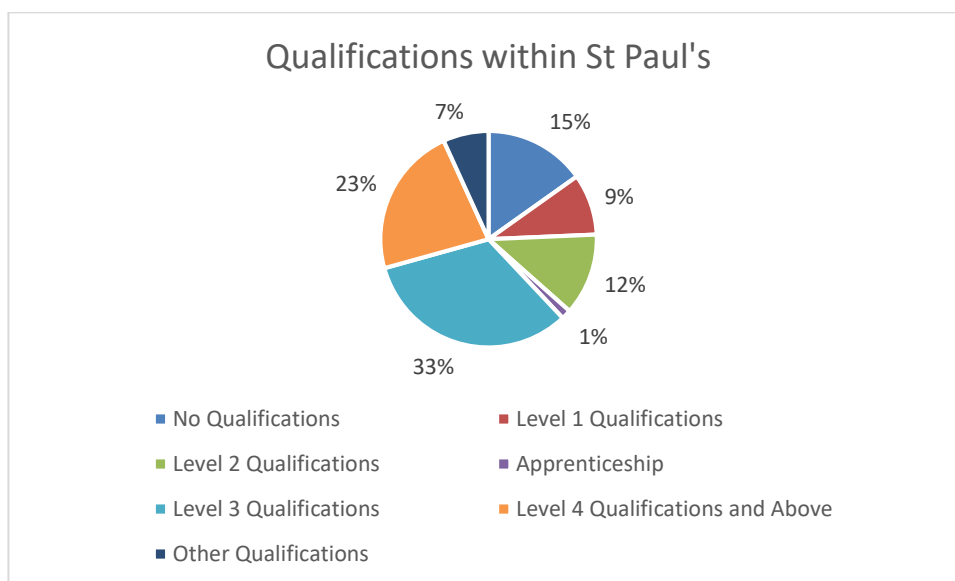 Qualifications within St Paul's
7%
15%
23%
9%
12%
1%
33%
No Qualifications
Level 1 Qualifications
Level 2 Qualifications
Apprenticeship
Level 3 Qualifications
Level 4 Qualifications and Above
Other Qualifications